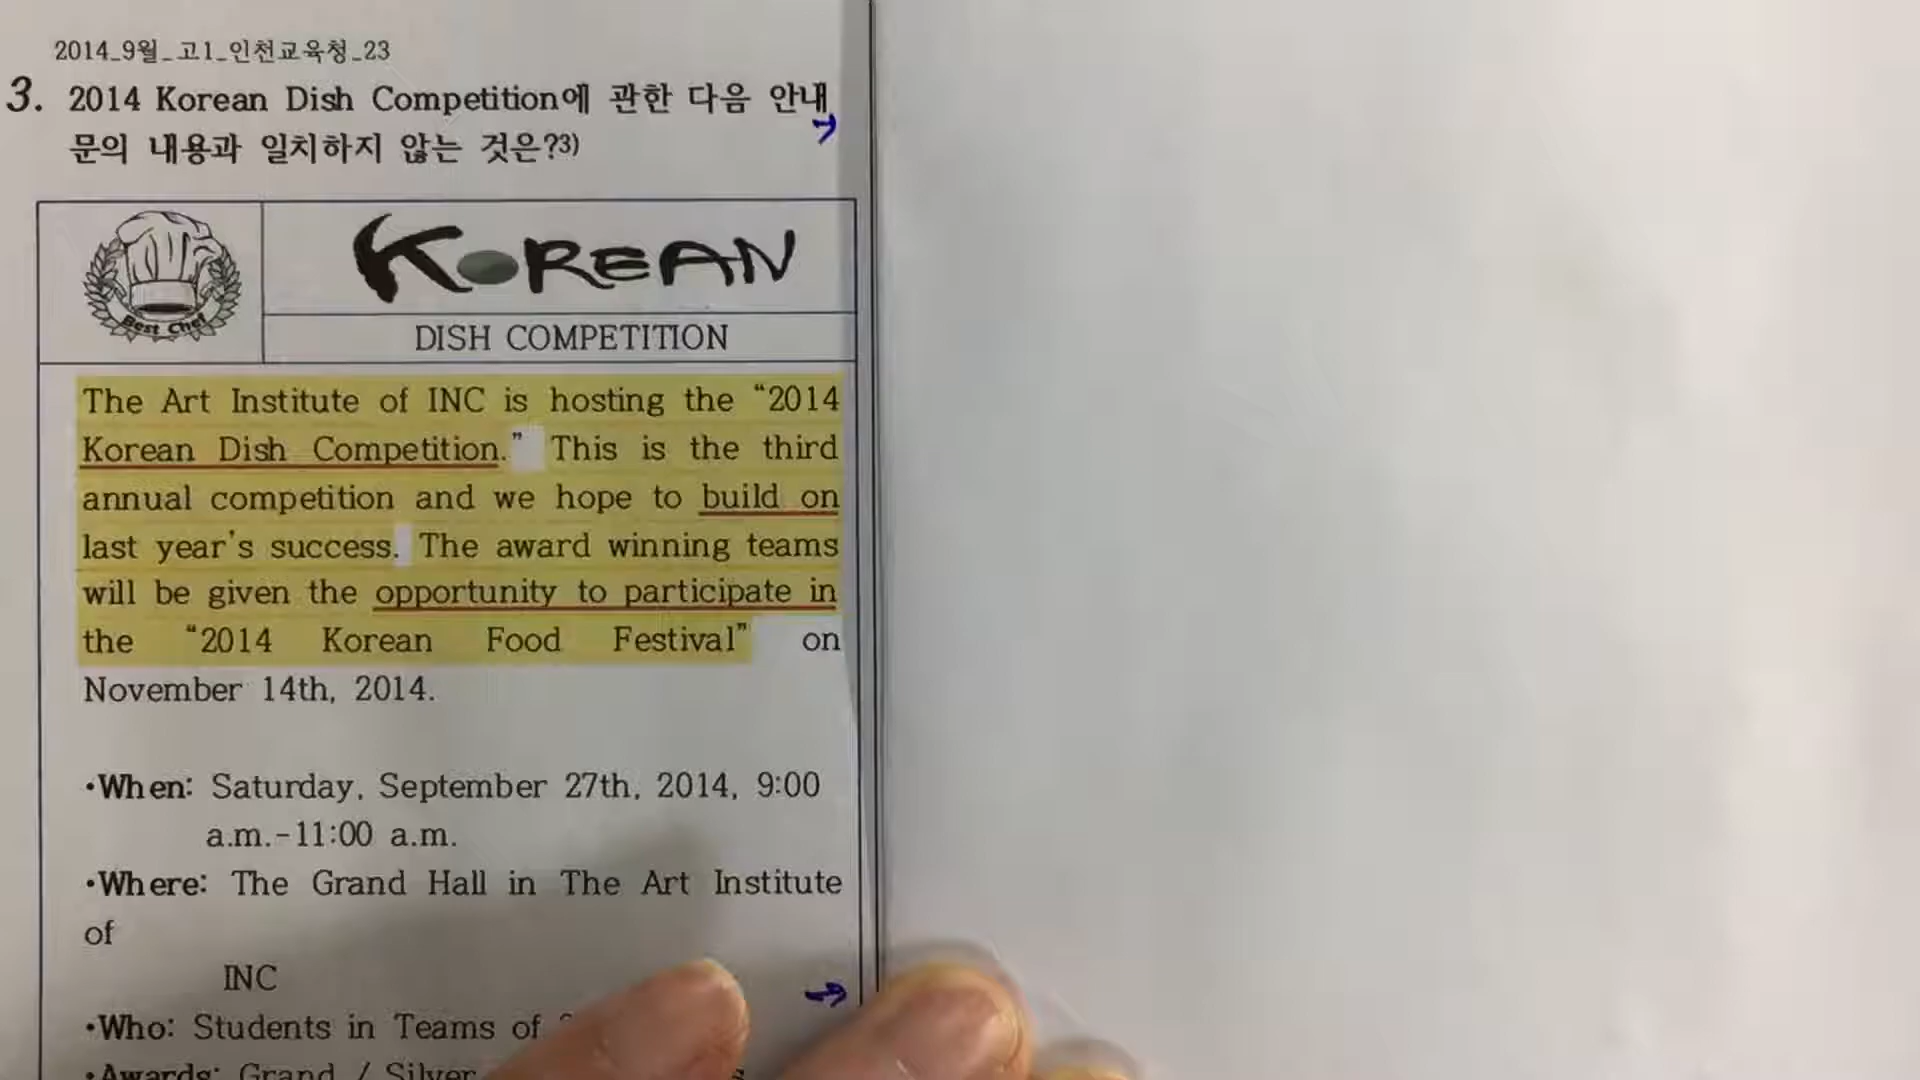 2014_9월_고1_인천교육청_23
3. 2014 Korean Dish Competition에 관한 다음 안내
문의 내용과 일치하지 않는 것은?3)
Best Chef
KOREAN
DISH COMPETITION
The Art Institute of INC is hosting the “2014
Korean Dish Competition.” This is the third
annual competition and we hope to build on
last year's success. The award winning teams
will be given the opportunity to participate in
the “2014 Korean Food Festival” on
November 14th, 2014.
•When: Saturday, September 27th, 2014, 9:00
a.m.-11:00 a.m.
•Where: The Grand Hall in The Art Institute
of
INC
•Who: Students in Teams of
•Awards: Grand / Silver